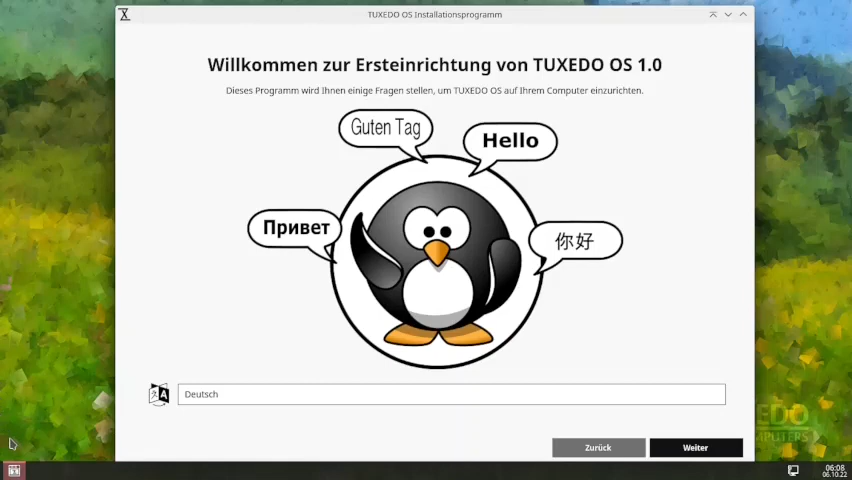 TUXEDO OS Installationsprogramm
Willkommen zur Ersteinrichtung von TUXEDO OS 1.0
Dieses Programm wird Ihnen einige Fragen stellen, um TUXEDO OS auf Ihrem Computer einzurichten.
Guten Tag
Hello
Привет
你好
Deutsch
Zurück
Weiter
06:08
06.10.22